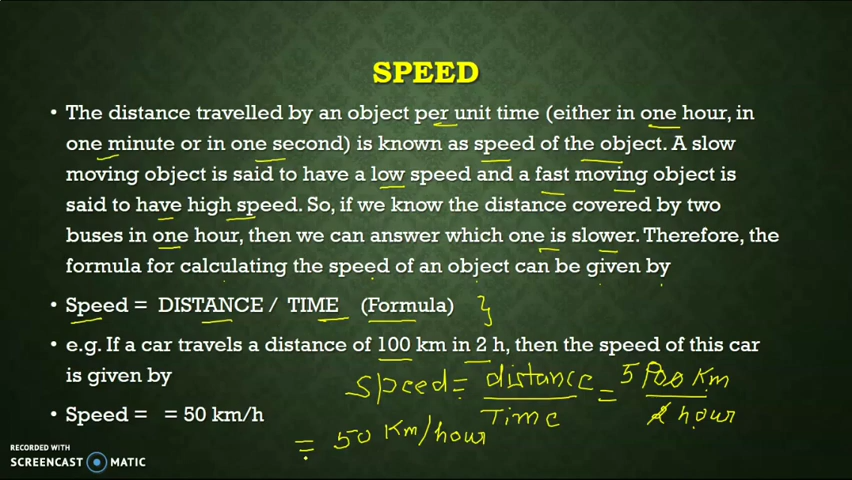 SPEED
• The distance travelled by an object per unit time (either in one hour, in
one minute or in one second) is known as speed of the object. A slow
moving object is said to have a low speed and a fast moving object is
said to have high speed. So, if we know the distance covered by two
buses in one hour, then we can answer which one is slower. Therefore, the
formula for calculating the speed of an object can be given by
• Speed = DISTANCE / TIME (Formula) }
• e.g. If a car travels a distance of 100 km in 2 h, then the speed of this car
is given by
speed = distance / Time = 100 Km / 2 hour
• Speed = = 50 km/h
= 50 Km/hour
RECORDED WITH
SCREENCAST MATIC